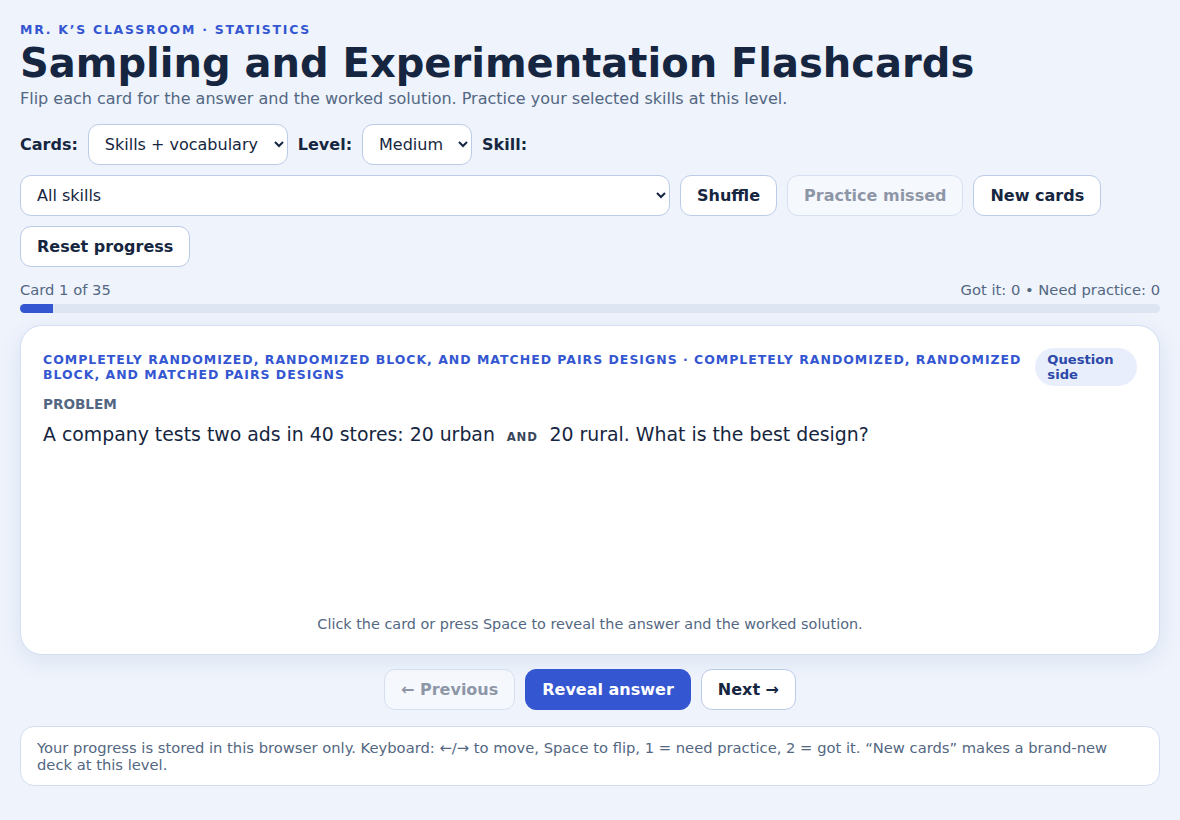 MR. K’S CLASSROOM · STATISTICS
Sampling and Experimentation Flashcards
Flip each card for the answer and the worked solution. Practice your selected skills at this level.
Cards: Skills + vocabulary Level: Medium Skill:
All skills Shuffle Practice missed New cards
Reset progress
Card 1 of 35 Got it: 0 • Need practice: 0
COMPLETELY RANDOMIZED, RANDOMIZED BLOCK, AND MATCHED PAIRS DESIGNS · COMPLETELY RANDOMIZED, RANDOMIZED
BLOCK, AND MATCHED PAIRS DESIGNS
Question
side
PROBLEM
A company tests two ads in 40 stores: 20 urban AND 20 rural. What is the best design?
Click the card or press Space to reveal the answer and the worked solution.
← Previous Reveal answer Next →
Your progress is stored in this browser only. Keyboard: ←/→ to move, Space to flip, 1 = need practice, 2 = got it. “New cards” makes a brand-new
deck at this level.